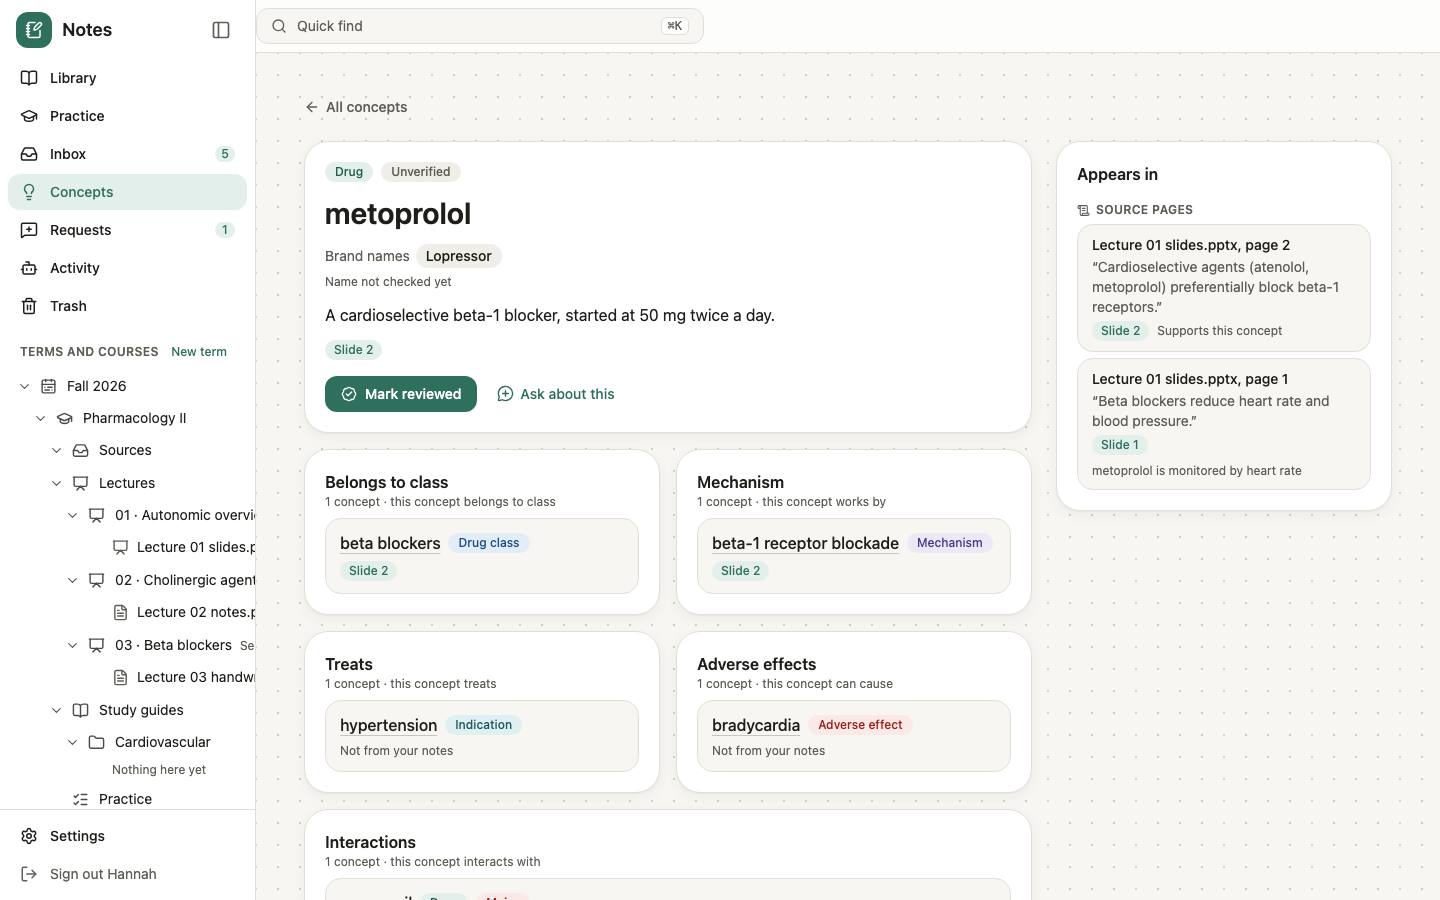 Notes
Quick find
⌘K
Library
Practice
Inbox 5
Concepts
Requests 1
Activity
Trash
TERMS AND COURSES New term
Fall 2026
Pharmacology II
Sources
Lectures
01 · Autonomic
Lecture 01
02 · Cholinergic
Lecture 02
03 · Beta blockers
Lecture 03
Study guides
Cardiovascular
Nothing here yet
Practice
Settings
Sign out Hannah
All concepts
Drug Unverified
metoprolol
Brand names Lopressor
Name not checked yet
A cardioselective beta-1 blocker, started at 50 mg twice a day.
Slide 2
Mark reviewed Ask about this
Belongs to class
1 concept · this concept belongs to class
beta blockers Drug class
Slide 2
Mechanism
1 concept · this concept works by
beta-1 receptor blockade Mechanism
Slide 2
Treats
1 concept · this concept treats
hypertension Indication
Not from your notes
Adverse effects
1 concept · this concept can cause
bradycardia Adverse effect
Not from your notes
Interactions
1 concept · this concept interacts with
Appears in
SOURCE PAGES
Lecture 01 slides.pptx, page 2
“Cardioselective agents (atenolol,
metoprolol) preferentially block beta-1
receptors.”
Slide 2 Supports this concept
Lecture 01 slides.pptx, page 1
“Beta blockers reduce heart rate and
blood pressure.”
Slide 1
metoprolol is monitored by heart rate